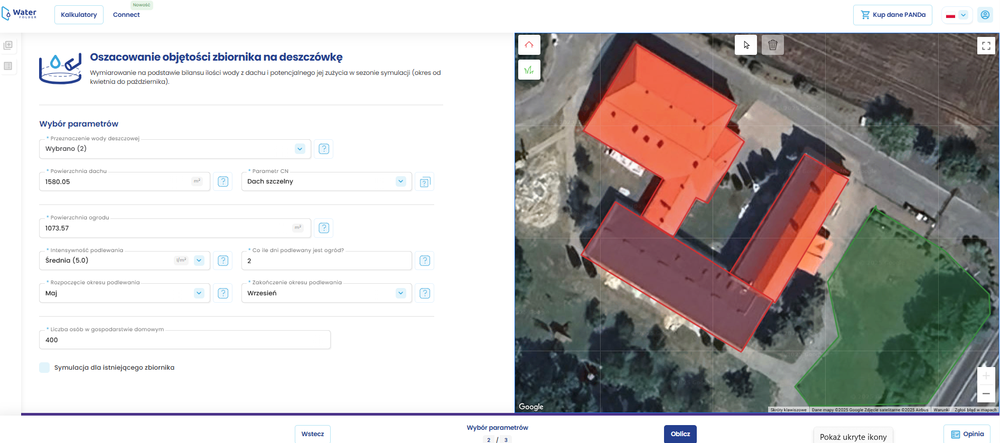 Water
FOLDER
Kalkulatory
Nowość
Connect
Kup dane PANDa
Oszacowanie objętości zbiornika na deszczówkę
Wymiarowanie na podstawie bilansu ilości wody z dachu i potencjalnego jej zużycia w sezonie symulacji (okres od
kwietnia do października).
Wybór parametrów
* Przeznaczenie wody deszczowej
Wybrano (2)
?
* Powierzchnia dachu
1580.05
m²
?
* Parametr CN
Dach szczelny
?
* Powierzchnia ogrodu
1073.57
m²
?
* Intensywność podlewania
Średnia (5.0)
l/m²
?
* Co ile dni podlewany jest ogród?
2
?
* Rozpoczęcie okresu podlewania
Maj
?
* Zakończenie okresu podlewania
Wrzesień
?
* Liczba osób w gospodarstwie domowym
400
Symulacja dla istniejącego zbiornika
Google
Skróty klawiszowe
Dane mapy ©2025 Google Zdjęcie satelitarne ©2025 Airbus
Warunki
Zgłoś błąd w mapach
Wstecz
Wybór parametrów
2 / 3
Oblicz
Pokaż ukryte ikony
Opinia